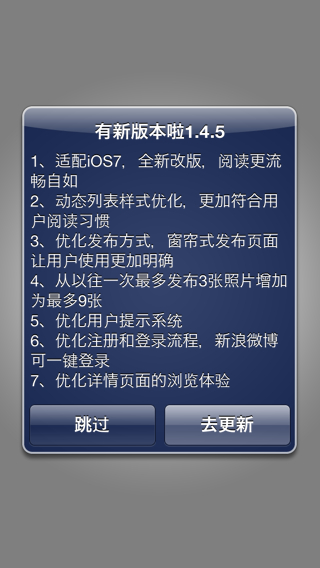 有新版本啦1.4.5
1、适配iOS7，全新改版，阅读更流
畅自如
2、动态列表样式优化，更加符合用
户阅读习惯
3、优化发布方式，窗帘式发布页面
让用户使用更加明确
4、从以往一次最多发布3张照片增加
为最多9张
5、优化用户提示系统
6、优化注册和登录流程，新浪微博
可一键登录
7、优化详情页面的浏览体验
跳过
去更新